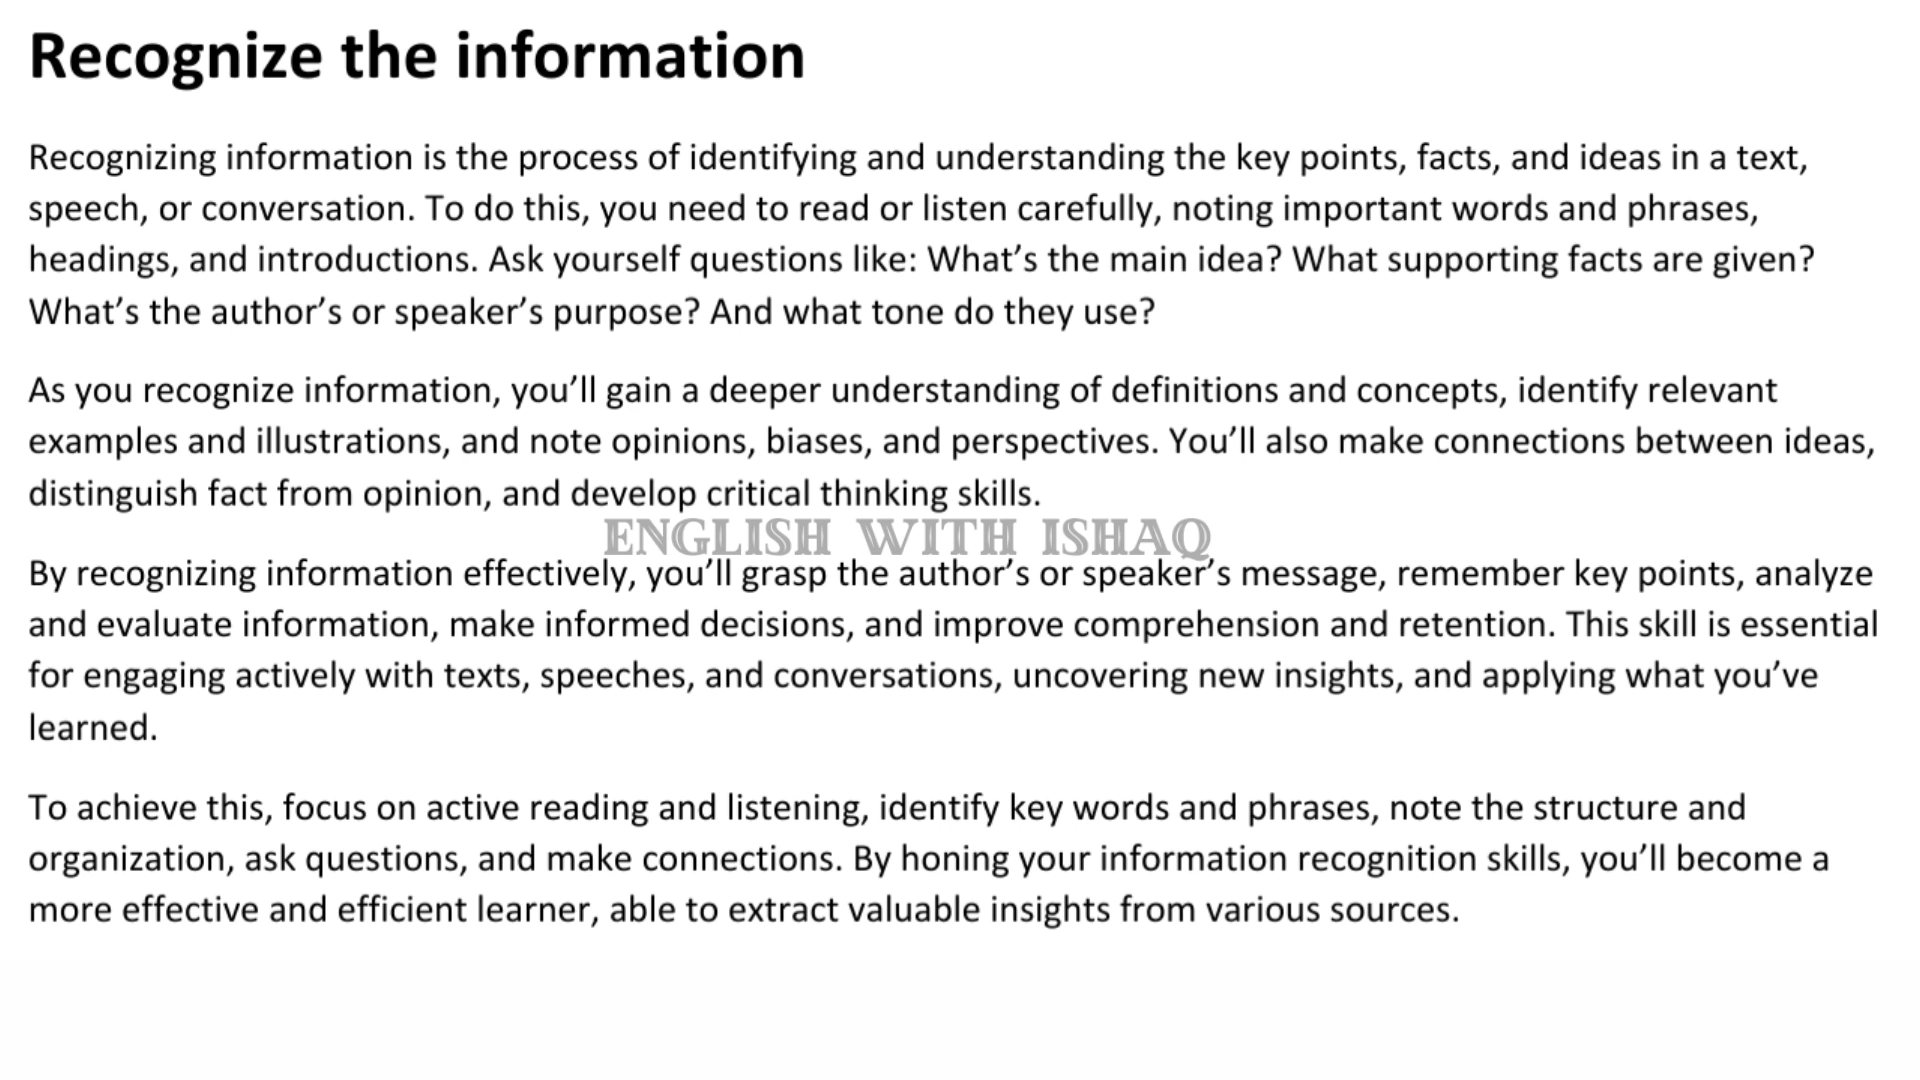 Recognize the information
Recognizing information is the process of identifying and understanding the key points, facts, and ideas in a text,
speech, or conversation. To do this, you need to read or listen carefully, noting important words and phrases,
headings, and introductions. Ask yourself questions like: What’s the main idea? What supporting facts are given?
What’s the author’s or speaker’s purpose? And what tone do they use?
As you recognize information, you’ll gain a deeper understanding of definitions and concepts, identify relevant
examples and illustrations, and note opinions, biases, and perspectives. You’ll also make connections between ideas,
distinguish fact from opinion, and develop critical thinking skills.
ENGLISH WITH ISHAQ
By recognizing information effectively, you’ll grasp the author’s or speaker’s message, remember key points, analyze
and evaluate information, make informed decisions, and improve comprehension and retention. This skill is essential
for engaging actively with texts, speeches, and conversations, uncovering new insights, and applying what you’ve
learned.
To achieve this, focus on active reading and listening, identify key words and phrases, note the structure and
organization, ask questions, and make connections. By honing your information recognition skills, you’ll become a
more effective and efficient learner, able to extract valuable insights from various sources.